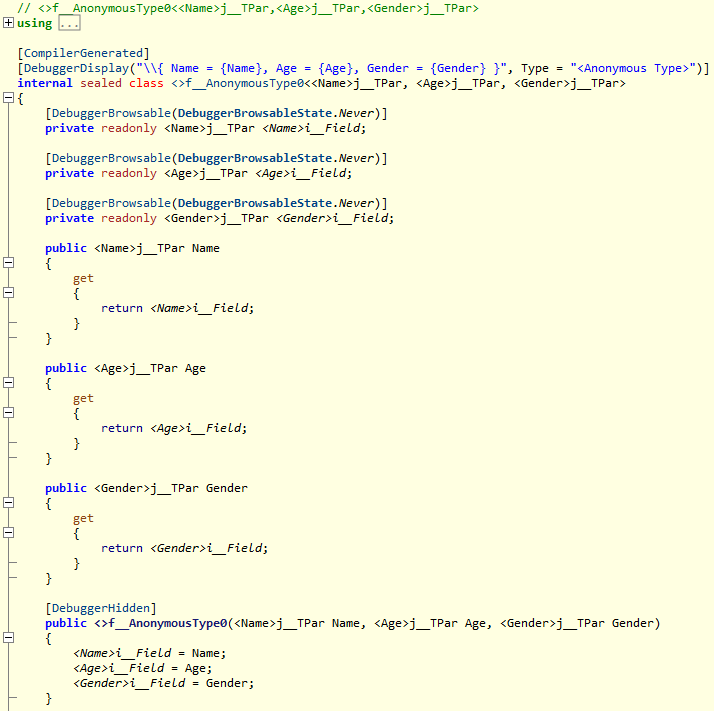 // <>f__AnonymousType0<<Name>j__TPar,<Age>j__TPar,<Gender>j__TPar>
using ...
[CompilerGenerated]
[DebuggerDisplay("\\{ Name = {Name}, Age = {Age}, Gender = {Gender} }", Type = "<Anonymous Type>")]
internal sealed class <>f__AnonymousType0<<Name>j__TPar, <Age>j__TPar, <Gender>j__TPar>
{
[DebuggerBrowsable(DebuggerBrowsableState.Never)]
private readonly <Name>j__TPar <Name>i__Field;
[DebuggerBrowsable(DebuggerBrowsableState.Never)]
private readonly <Age>j__TPar <Age>i__Field;
[DebuggerBrowsable(DebuggerBrowsableState.Never)]
private readonly <Gender>j__TPar <Gender>i__Field;
public <Name>j__TPar Name
{
get
{
return <Name>i__Field;
}
}
public <Age>j__TPar Age
{
get
{
return <Age>i__Field;
}
}
public <Gender>j__TPar Gender
{
get
{
return <Gender>i__Field;
}
}
[DebuggerHidden]
public <>f__AnonymousType0(<Name>j__TPar Name, <Age>j__TPar Age, <Gender>j__TPar Gender)
{
<Name>i__Field = Name;
<Age>i__Field = Age;
<Gender>i__Field = Gender;
}